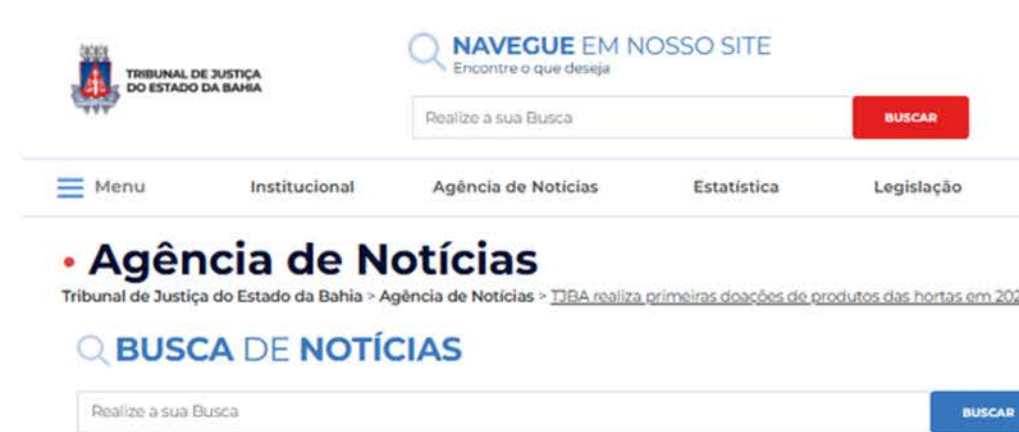 TRIBUNAL DE JUSTIÇA
DO ESTADO DA BAHIA
NAVEGUE EM NOSSO SITE
Encontre o que deseja
Realize a sua Busca
BUSCAR
Menu Institucional Agência de Notícias Estatística Legislação
• Agência de Notícias
Tribunal de Justiça do Estado da Bahia > Agência de Notícias > TJBA realiza primeiras doações de produtos das hortas em 202
BUSCA DE NOTÍCIAS
Realize a sua Busca
BUSCAR